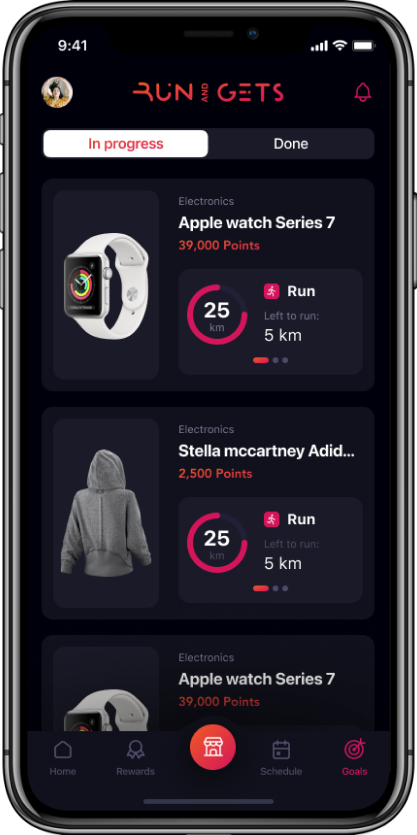 9:41
RUN AND GETS
In progress
Done
Electronics
Apple watch Series 7
39,000 Points
25
km
Run
Left to run:
5 km
Electronics
Stella mccartney Adid...
2,500 Points
25
km
Run
Left to run:
5 km
Electronics
Apple watch Series 7
39,000 Points
Home
Rewards
Schedule
Goals